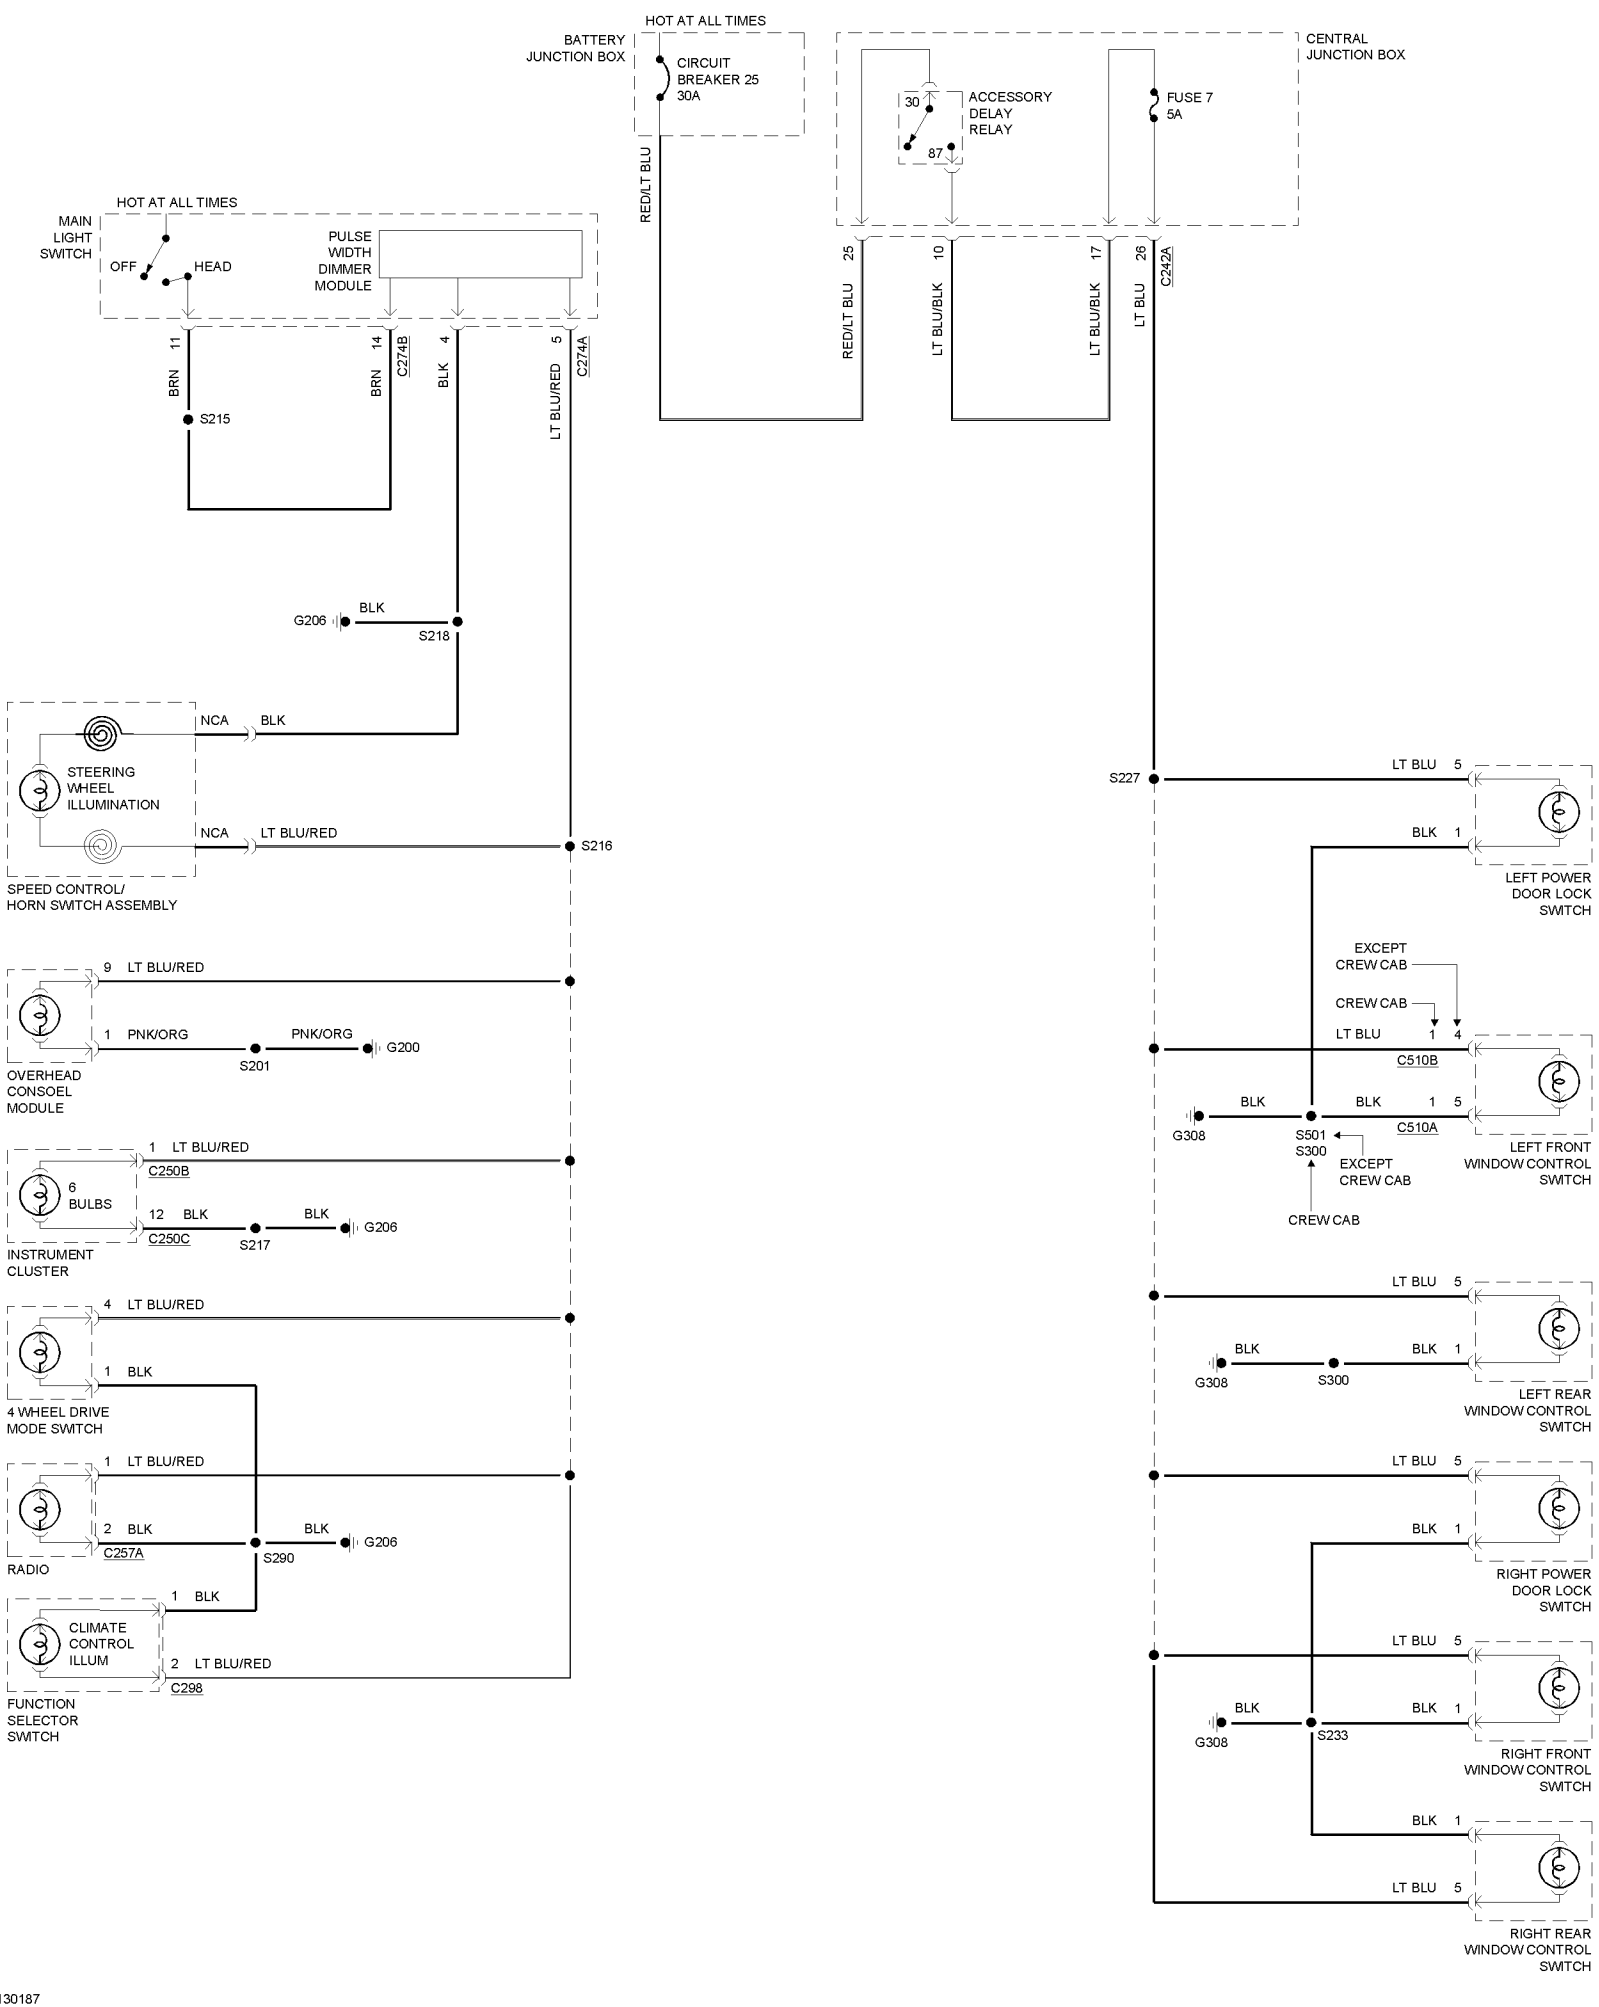 HOT AT ALL TIMES
BATTERY
JUNCTION BOX
CIRCUIT
BREAKER 25
30A
CENTRAL
JUNCTION BOX
30
ACCESSORY
DELAY
RELAY
87
FUSE 7
5A
RED/LT BLU
HOT AT ALL TIMES
MAIN
LIGHT
SWITCH
OFF
HEAD
PULSE
WIDTH
DIMMER
MODULE
25
10
17
26
C242A
RED/LT BLU
LT BLU/BLK
LT BLU/BLK
LT BLU
11
14
C274B
4
5
C274A
BRN
BRN
BLK
LT BLU/RED
S215
G206
BLK
S218
NCA
BLK
STEERING
WHEEL
ILLUMINATION
NCA
LT BLU/RED
S216
SPEED CONTROL/
HORN SWITCH ASSEMBLY
9
LT BLU/RED
1
PNK/ORG
PNK/ORG
G200
S201
OVERHEAD
CONSOEL
MODULE
1
LT BLU/RED
C250B
6
BULBS
12
BLK
BLK
G206
C250C
S217
INSTRUMENT
CLUSTER
4
LT BLU/RED
1
BLK
4 WHEEL DRIVE
MODE SWITCH
1
LT BLU/RED
2
BLK
BLK
G206
C257A
S290
RADIO
1
BLK
CLIMATE
CONTROL
ILLUM
2
LT BLU/RED
C298
FUNCTION
SELECTOR
SWITCH
S227
LT BLU
5
BLK
1
LEFT POWER
DOOR LOCK
SWITCH
EXCEPT
CREW CAB
CREW CAB
LT BLU
1
4
C510B
BLK
BLK
1
5
G308
S501
S300
C510A
EXCEPT
CREW CAB
CREW CAB
LEFT FRONT
WINDOW CONTROL
SWITCH
LT BLU
5
BLK
BLK
1
G308
S300
LEFT REAR
WINDOW CONTROL
SWITCH
LT BLU
5
BLK
1
RIGHT POWER
DOOR LOCK
SWITCH
LT BLU
5
BLK
BLK
1
G308
S233
RIGHT FRONT
WINDOW CONTROL
SWITCH
BLK
1
LT BLU
5
RIGHT REAR
WINDOW CONTROL
SWITCH
130187